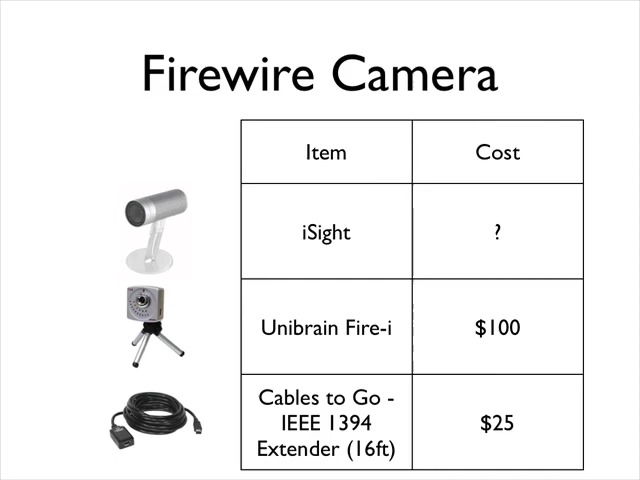 Firewire Camera
Item Cost
iSight ?
Unibrain Fire-i $100
Cables to Go -
IEEE 1394 $25
Extender (16ft)